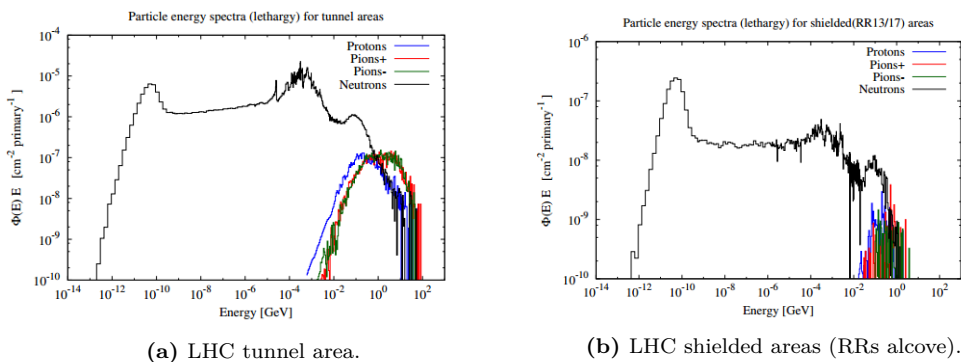 Particle energy spectra (lethargy) for tunnel areas
10^-4
10^-5
10^-6
10^-7
10^-8
10^-9
10^-10
Φ(E) E [cm^-2 primary^-1]
Protons
Pions+
Pions-
Neutrons
10^-14 10^-12 10^-10 10^-8 10^-6 10^-4 10^-2 10^0 10^2
Energy [GeV]
(a) LHC tunnel area.
Particle energy spectra (lethargy) for shielded(RR13/17) areas
10^-6
10^-7
10^-8
10^-9
10^-10
Φ(E) E [cm^-2 primary^-1]
Protons
Pions+
Pions-
Neutrons
10^-14 10^-12 10^-10 10^-8 10^-6 10^-4 10^-2 10^0 10^2
Energy [GeV]
(b) LHC shielded areas (RRs alcove).